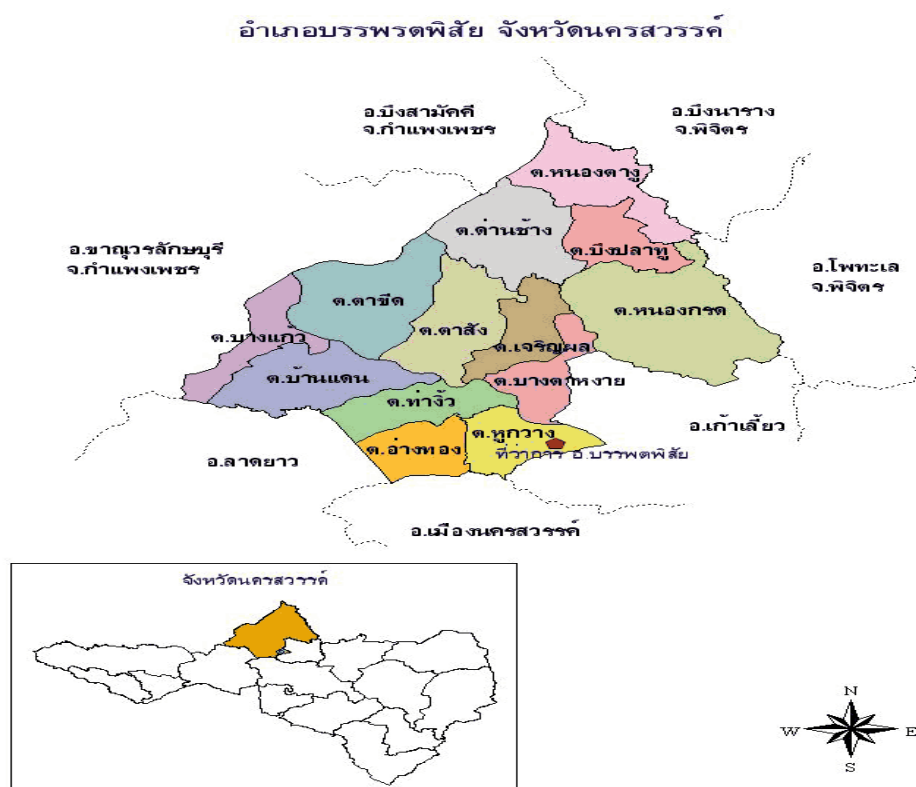 อำเภอบรรพรตพิสัย จังหวัดนครสวรรค์
อ.บึงสามัคคี
จ.กำแพงเพชร
อ.บึงนาราง
จ.พิจิตร
ต.หนองตางู
ต.ด่านช้าง
ต.บึงปลาทู
อ.ขาณุวรลักษบุรี
จ.กำแพงเพชร
อ.โพทะเล
จ.พิจิตร
ต.ตาขีด
ต.หนองกรด
ต.บางแก้ว
ต.ตาสัง
ต.เจริญผล
ต.บ้านแดน
ต.บางตาหงาย
ต.ท่างิ้ว
อ.เก้าเลี้ยว
ต.หูกวาง
ต.อ่างทอง
ที่ว่าการ อ.บรรพตพิสัย
อ.ลาดยาว
อ.เมืองนครสวรรค์
จังหวัดนครสวรรค์
N
W
E
S